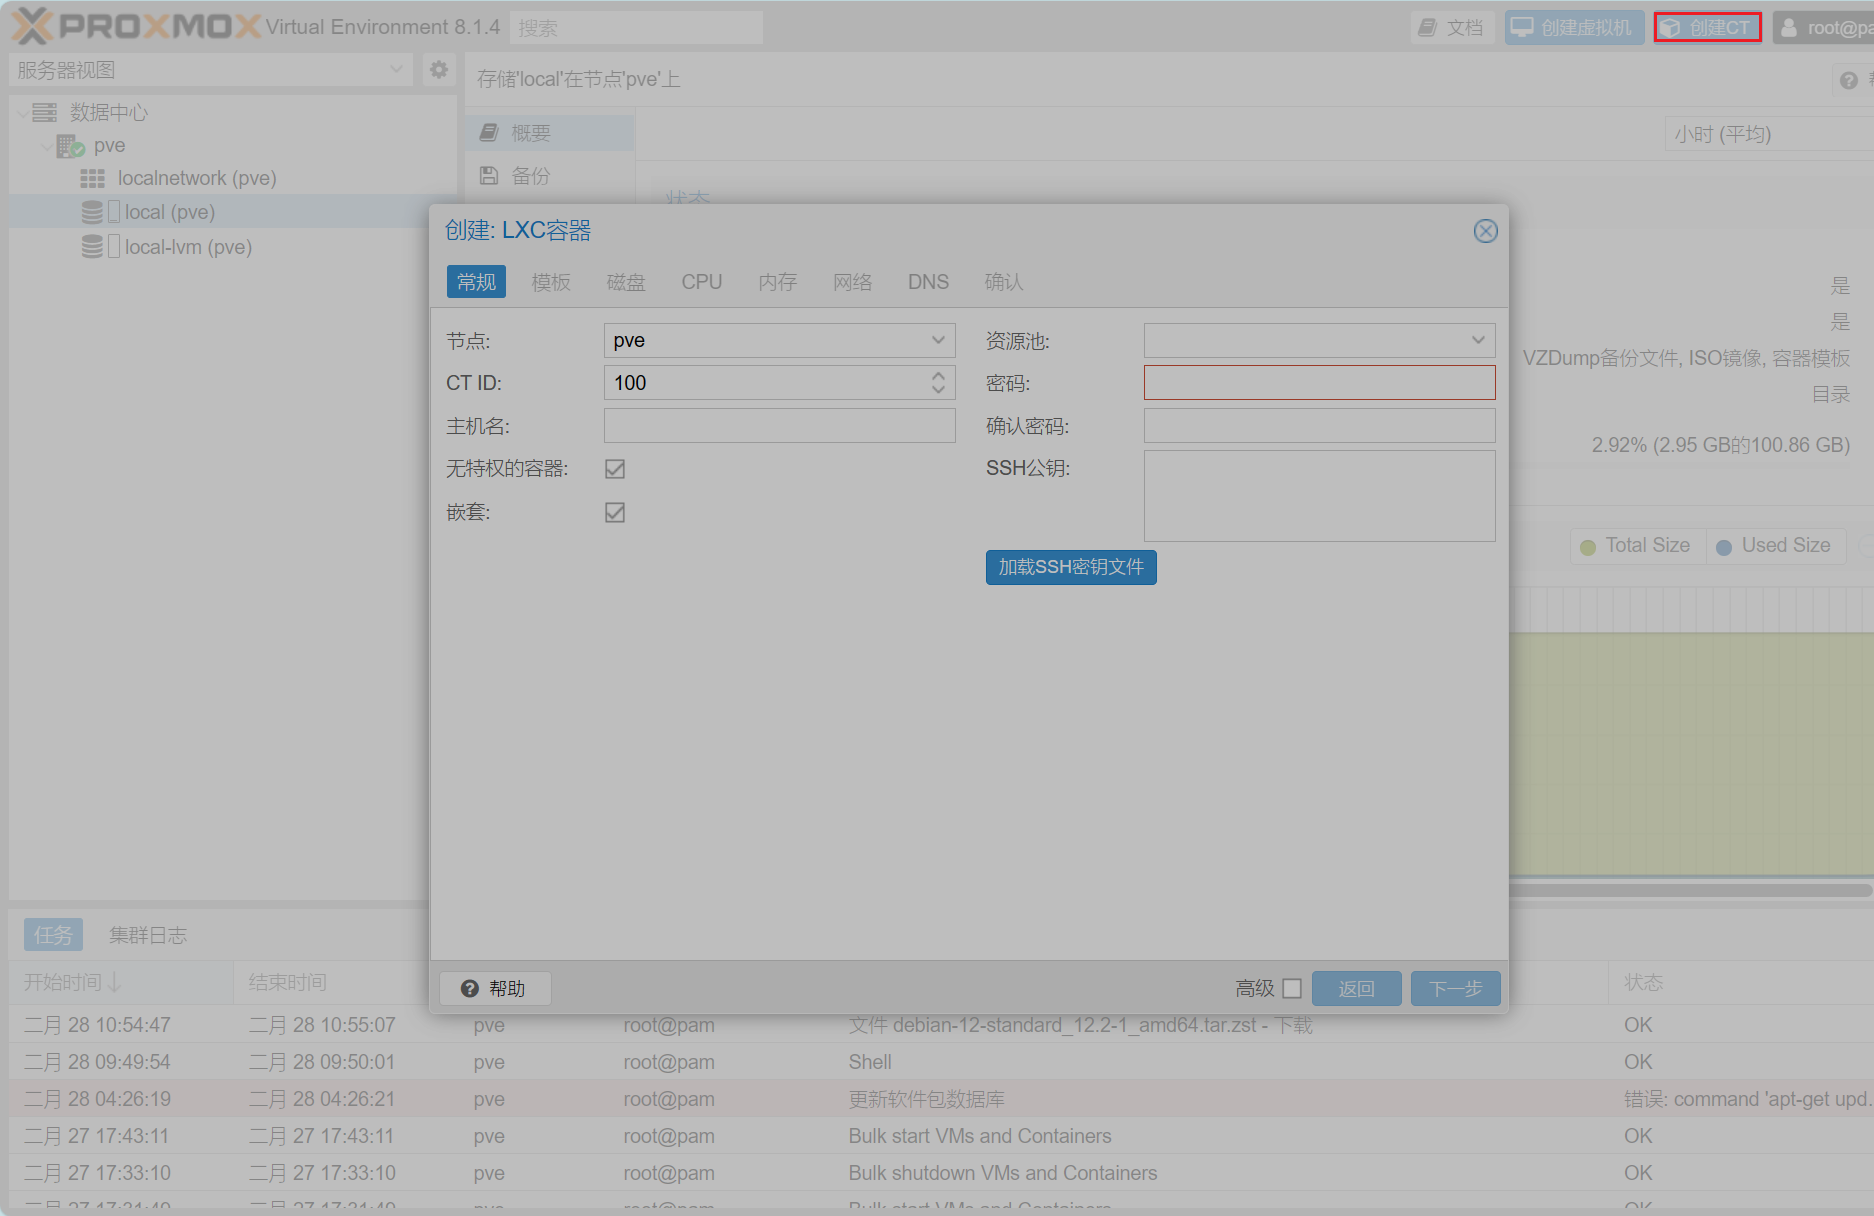 PROXMOX Virtual Environment 8.1.4 搜索 文档 创建虚拟机 创建CT root@pa
服务器视图
存储'local'在节点'pve'上
数据中心
pve
localnetwork (pve)
local (pve)
local-lvm (pve)
概要
备份
小时 (平均)
状态
创建: LXC容器
常规 模板 磁盘 CPU 内存 网络 DNS 确认
节点: pve
CT ID: 100
主机名:
无特权的容器:
嵌套:
资源池:
密码:
确认密码:
SSH公钥:
加载SSH密钥文件
帮助 高级 返回 下一步
是
是
VZDump备份文件, ISO镜像, 容器模板
目录
2.92% (2.95 GB的100.86 GB)
Total Size Used Size
任务 集群日志
开始时间 结束时间 状态
二月 28 10:54:47 二月 28 10:55:07 pve root@pam 文件 debian-12-standard_12.2-1_amd64.tar.zst - 下载 OK
二月 28 09:49:54 二月 28 09:50:01 pve root@pam Shell OK
二月 28 04:26:19 二月 28 04:26:21 pve root@pam 更新软件包数据库 错误: command 'apt-get upd...
二月 27 17:43:11 二月 27 17:43:11 pve root@pam Bulk start VMs and Containers OK
二月 27 17:33:10 二月 27 17:33:10 pve root@pam Bulk shutdown VMs and Containers OK